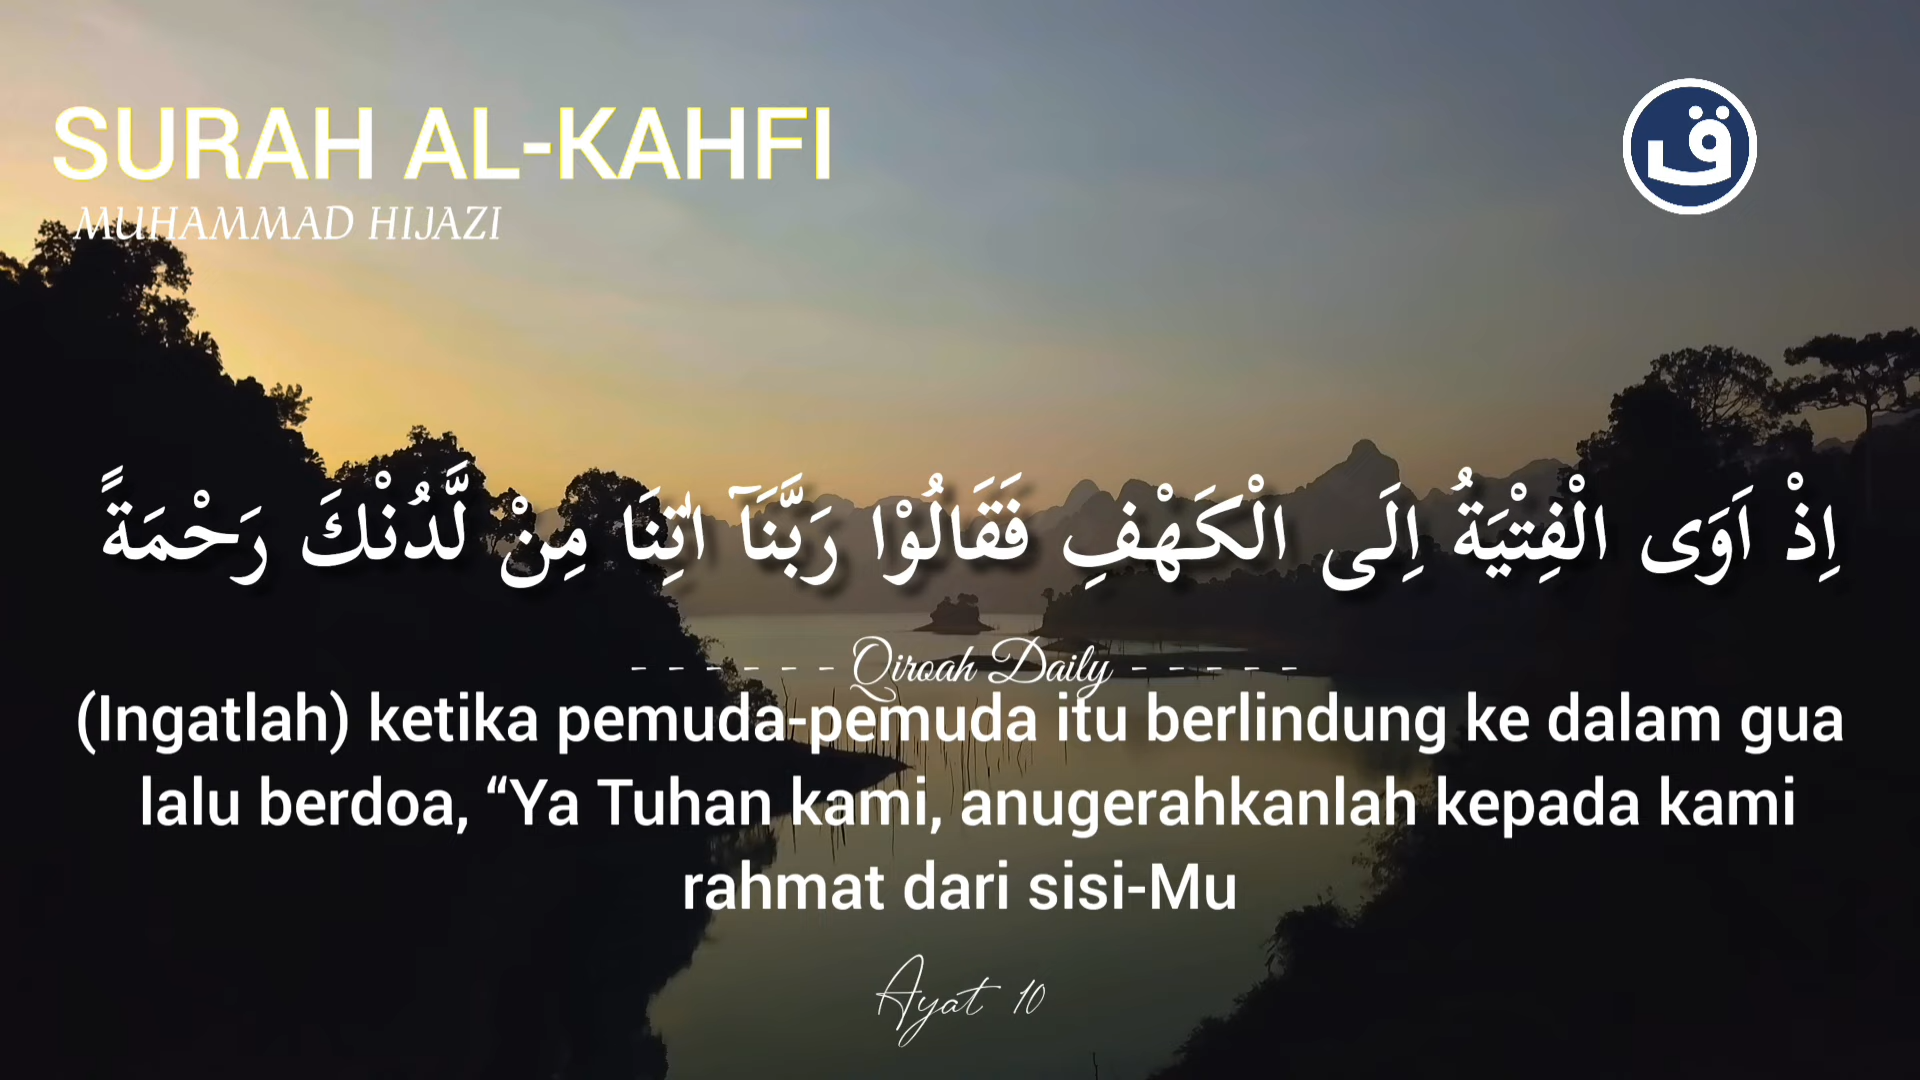 SURAH AL-KAHFI
MUHAMMAD HIJAZI
ق
اِذْ اَوَى الْفِتْيَةُ اِلَى الْكَهْفِ فَقَالُوْا رَبَّنَآ اٰتِنَا مِنْ لَّدُنْكَ رَحْمَةً
- - - - - - Qiroah Daily - - - - -
(Ingatlah) ketika pemuda-pemuda itu berlindung ke dalam gua
lalu berdoa, “Ya Tuhan kami, anugerahkanlah kepada kami
rahmat dari sisi-Mu
Ayat 10